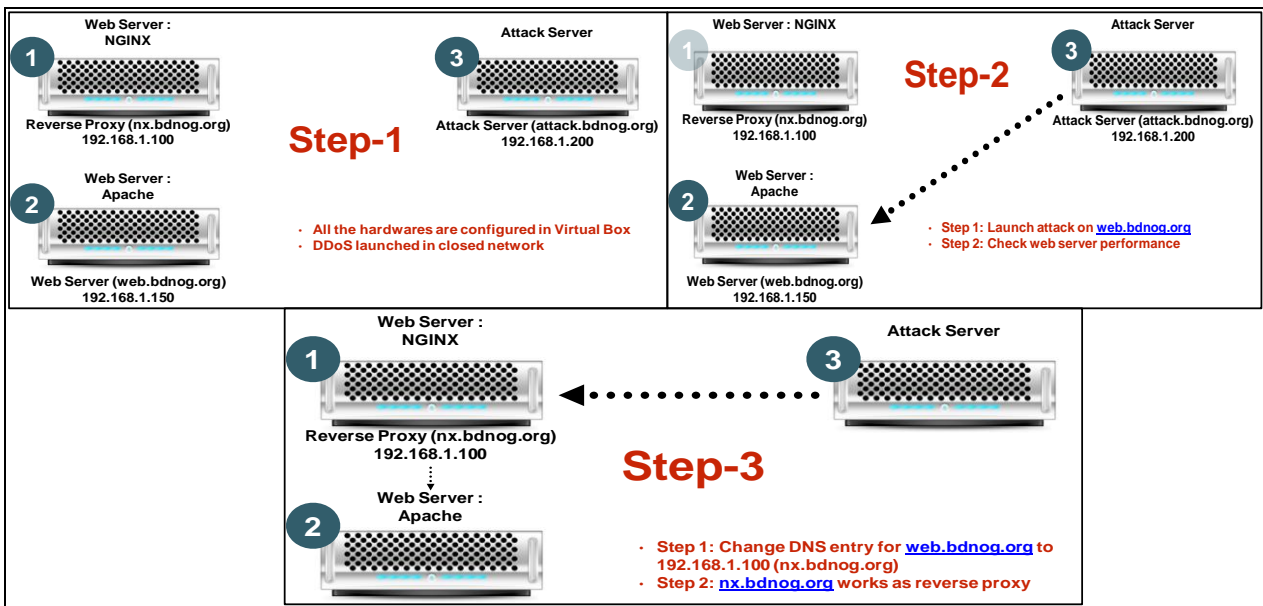 Web Server :
NGINX
1
Reverse Proxy (nx.bdnog.org)
192.168.1.100
Attack Server
3
Attack Server (attack.bdnog.org)
192.168.1.200
Step-1
Web Server :
Apache
2
Web Server (web.bdnog.org)
192.168.1.150
· All the hardwares are configured in Virtual Box
· DDoS launched in closed network
Web Server : NGINX
1
Reverse Proxy (nx.bdnog.org)
192.168.1.100
Step-2
Attack Server
3
Attack Server (attack.bdnog.org)
192.168.1.200
Web Server :
Apache
2
Web Server (web.bdnog.org)
192.168.1.150
· Step 1: Launch attack on web.bdnog.org
· Step 2: Check web server performance
Web Server :
NGINX
1
Reverse Proxy (nx.bdnog.org)
192.168.1.100
Attack Server
3
Step-3
Web Server :
Apache
2
· Step 1: Change DNS entry for web.bdnog.org to
192.168.1.100 (nx.bdnog.org)
· Step 2: nx.bdnog.org works as reverse proxy